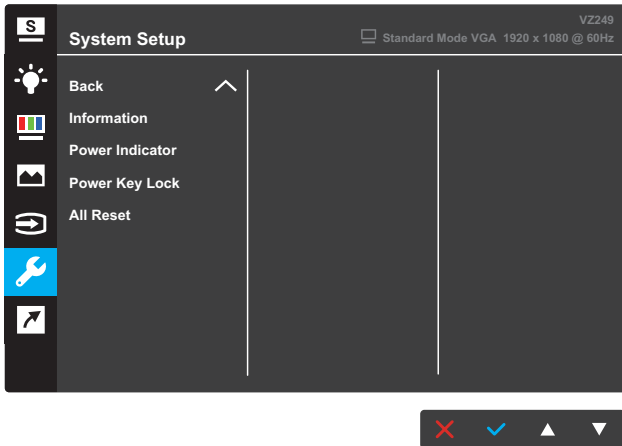 S
VZ249
System Setup
Standard Mode VGA 1920 x 1080 @ 60Hz
Back
Information
Power Indicator
Power Key Lock
All Reset